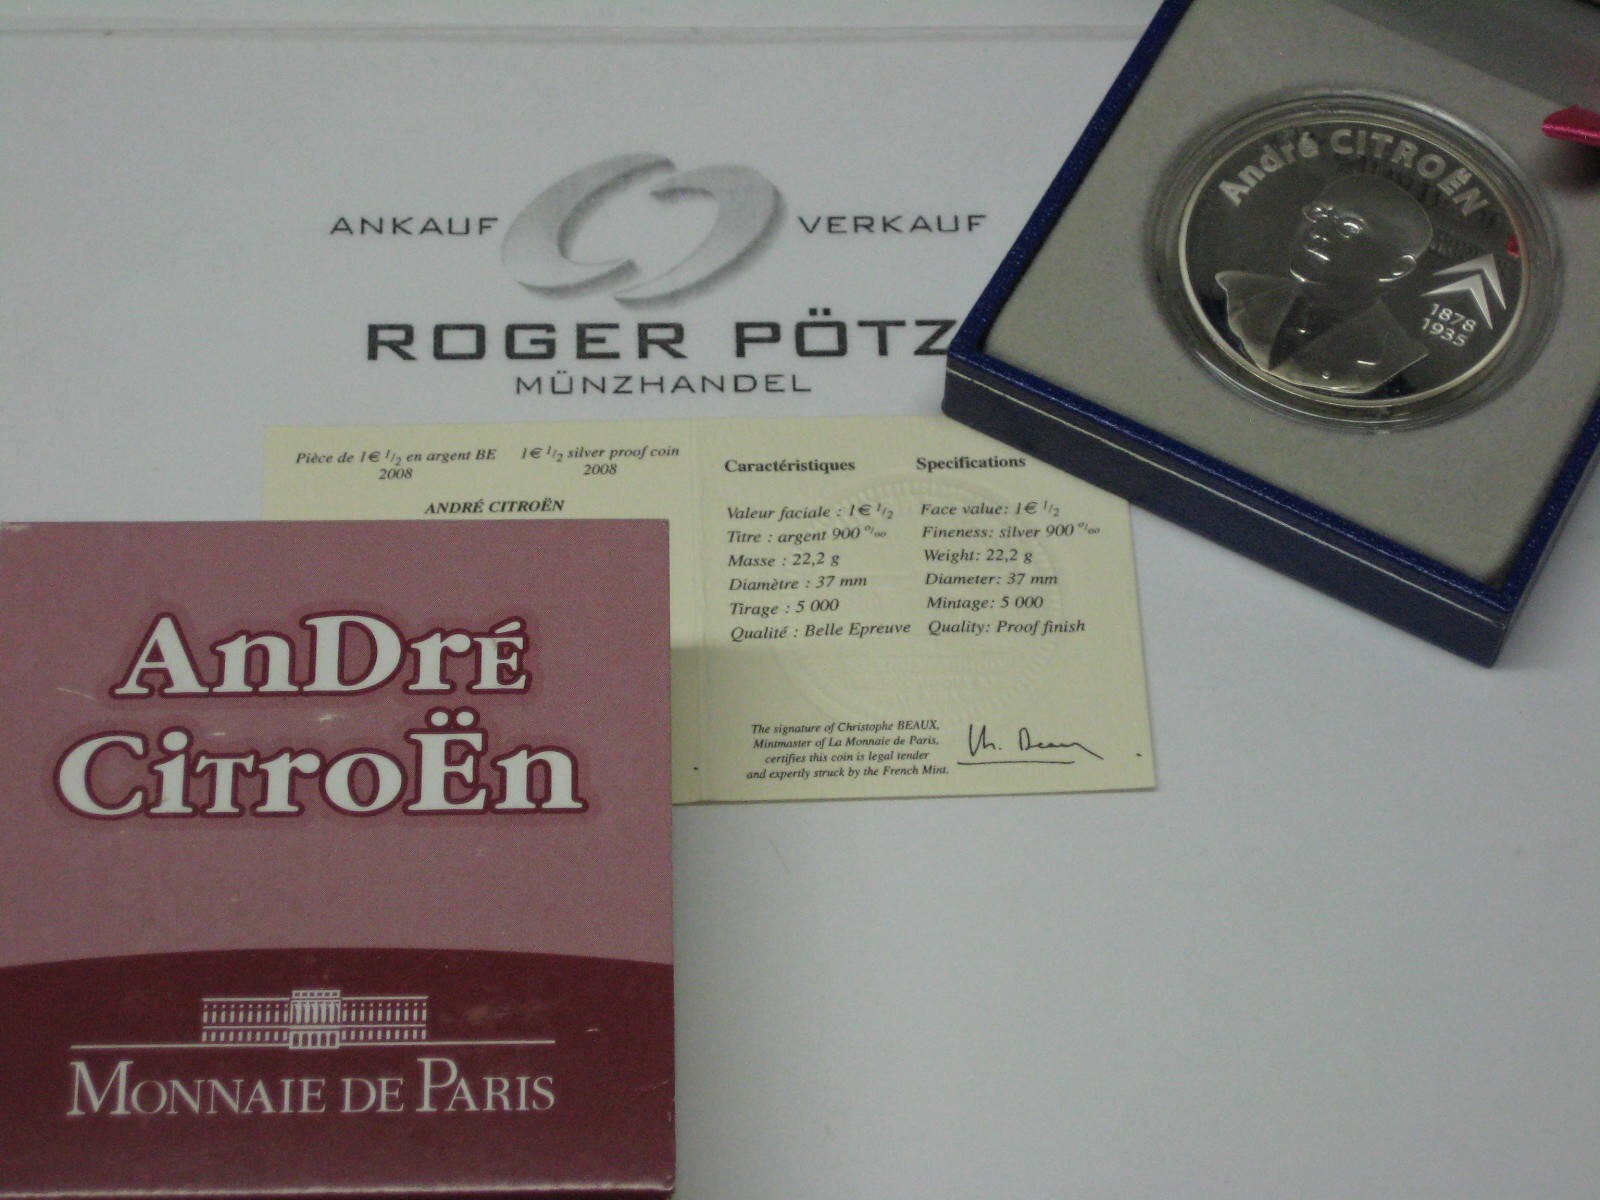 ANKAUF VERKAUF
ROGER PÖTZ
MÜNZHANDEL
André CITROËN
1878
1935
Pièce de 1€ 1/2 en argent BE
2008
1€ 1/2 silver proof coin
2008
ANDRÉ CITROËN
Caractéristiques
Valeur faciale : 1€ 1/2
Titre : argent 900 °/oo
Masse : 22,2 g
Diamètre : 37 mm
Tirage : 5 000
Qualité : Belle Epreuve
Specifications
Face value: 1€ 1/2
Fineness: silver 900 °/oo
Weight: 22,2 g
Diameter: 37 mm
Mintage: 5 000
Quality: Proof finish
The signature of Christophe BEAUX,
Mintmaster of La Monnaie de Paris,
certifies this coin is legal tender
and expertly struck by the French Mint.
Ch. Beaux
AnDré
CiTroËn
MONNAIE DE PARIS